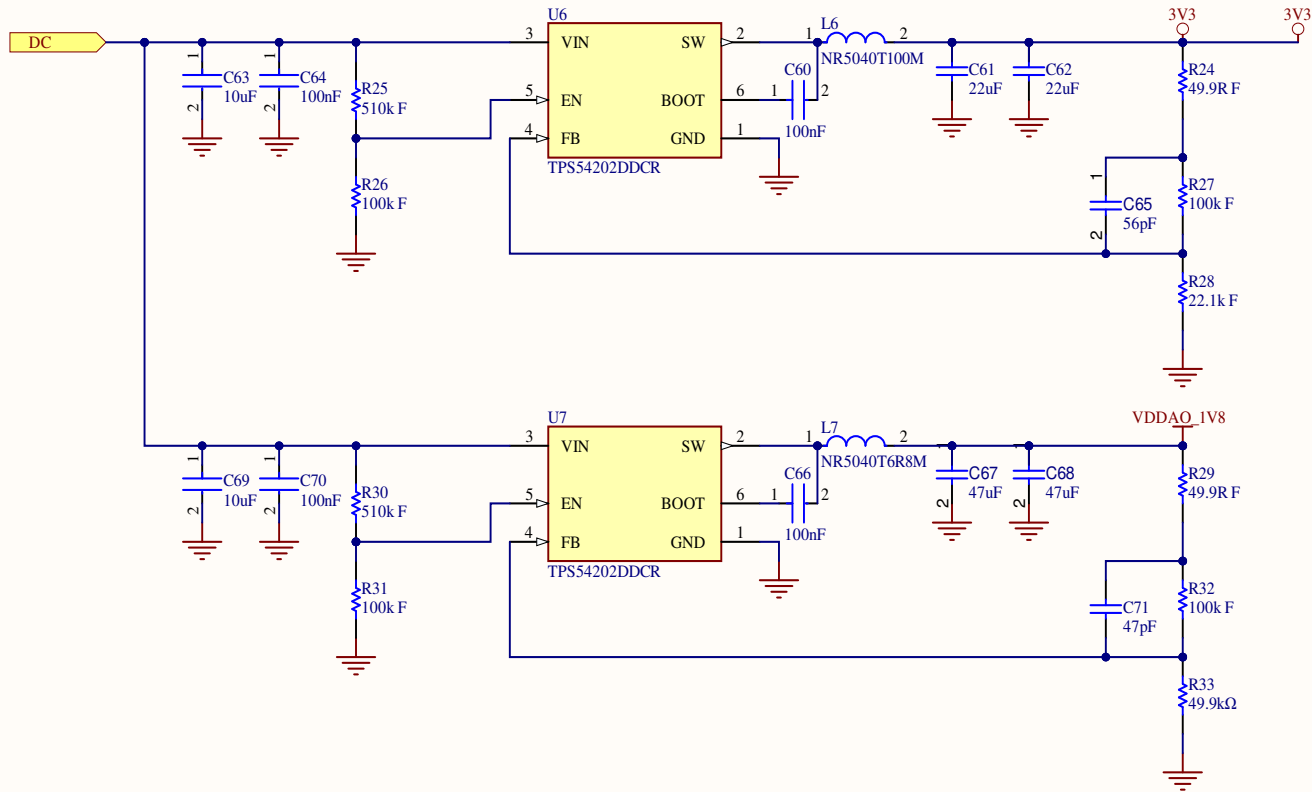 DC
C63
10uF
1
2
C64
100nF
1
2
R25
510k F
R26
100k F
U6
3
VIN
5
EN
4
FB
SW
2
BOOT
6
GND
1
TPS54202DDCR
C60
1
2
100nF
L6
1
2
NR5040T100M
C61
22uF
C62
22uF
3V3
3V3
R24
49.9R F
1
C65
56pF
2
R27
100k F
R28
22.1k F
C69
10uF
1
2
C70
100nF
1
2
R30
510k F
R31
100k F
U7
3
VIN
5
EN
4
FB
SW
2
BOOT
6
GND
1
TPS54202DDCR
C66
1
2
100nF
L7
1
2
NR5040T6R8M
1
C67
47uF
2
1
C68
47uF
2
VDDAO_1V8
R29
49.9R F
C71
47pF
R32
100k F
R33
49.9kΩ